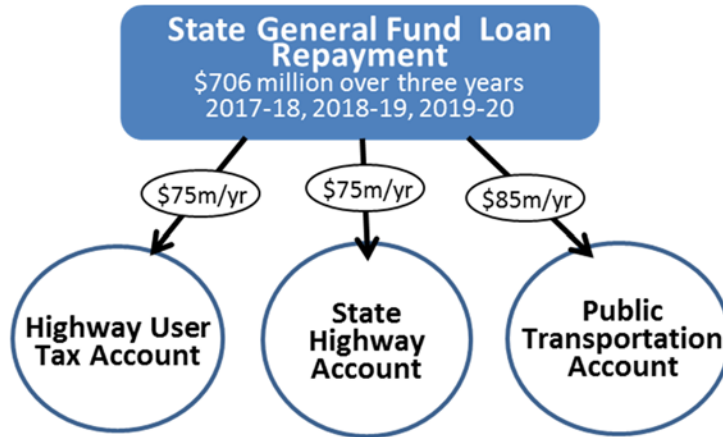 State General Fund Loan
Repayment
$706 million over three years
2017-18, 2018-19, 2019-20
$75m/yr
$75m/yr
$85m/yr
Highway User
Tax Account
State
Highway
Account
Public
Transportation
Account